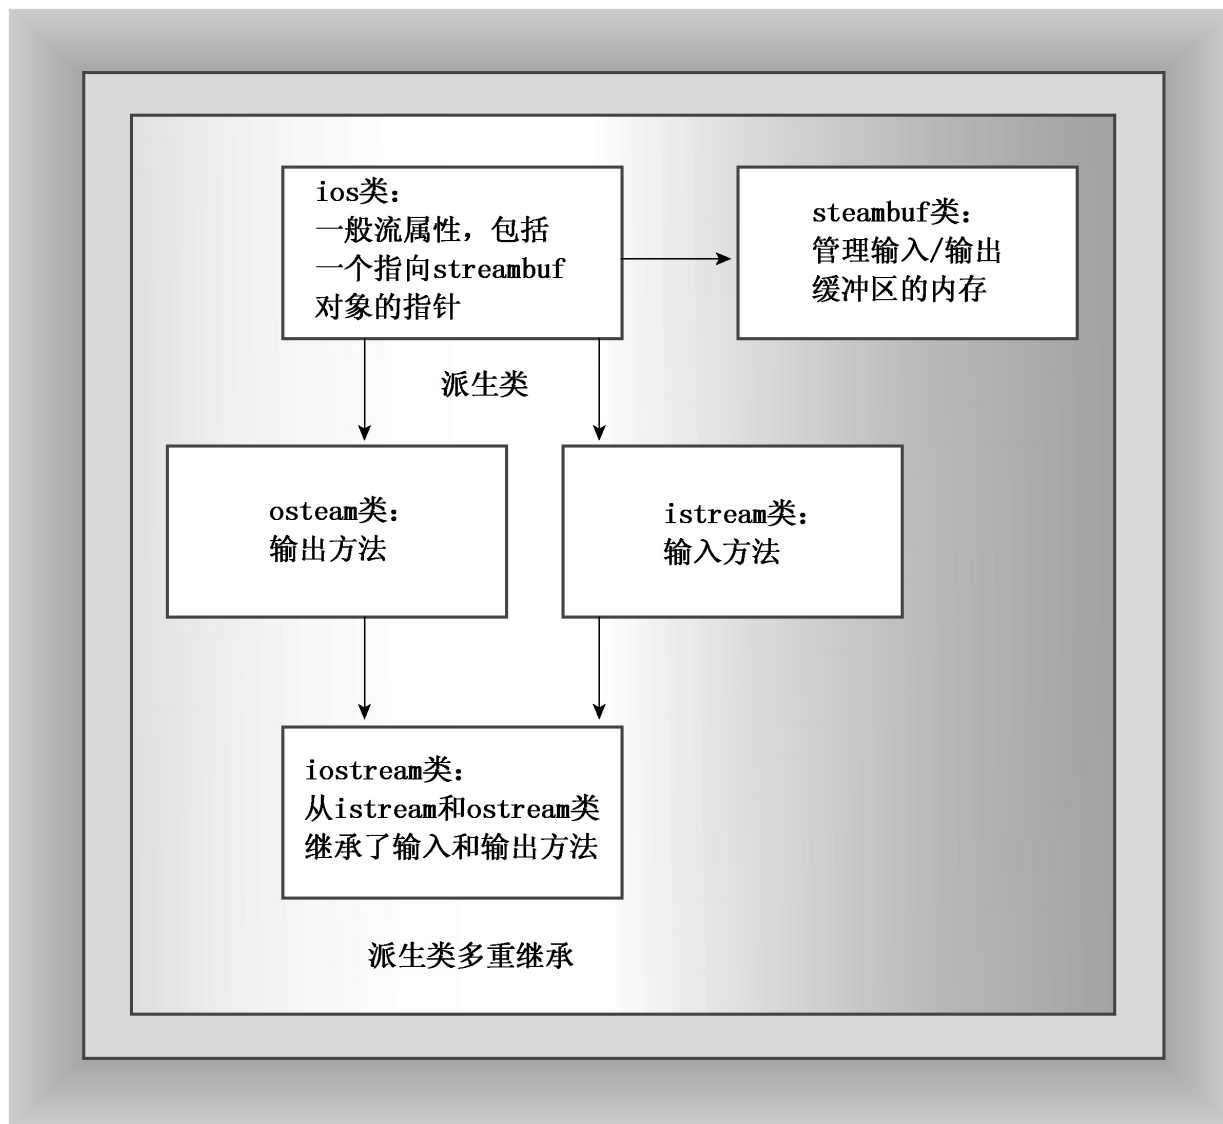 ios类：
一般流属性，包括
一个指向streambuf
对象的指针
steambuf类：
管理输入/输出
缓冲区的内存
派生类
osteam类：
输出方法
istream类：
输入方法
iostream类：
从istream和ostream类
继承了输入和输出方法
派生类多重继承